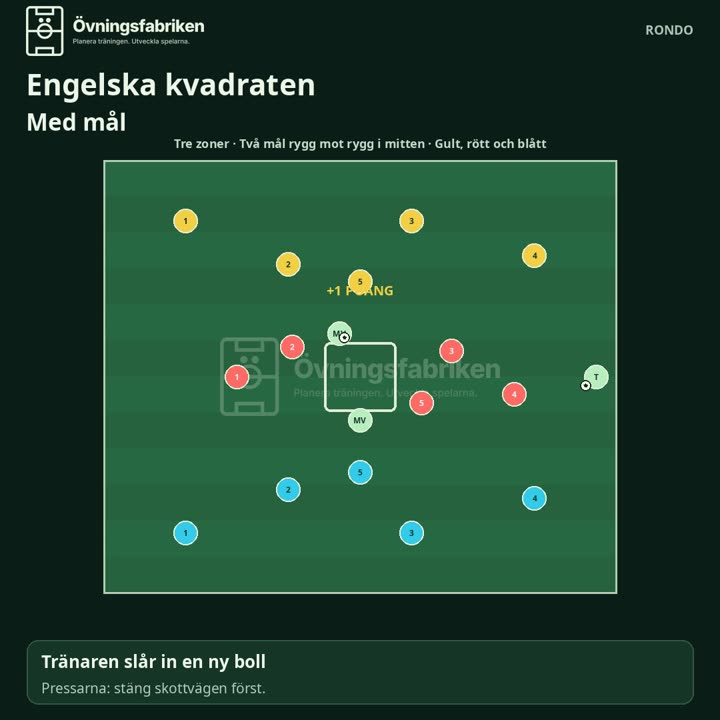 Övningsfabriken
Planera träningen. Utveckla spelarna.
RONDO
Engelska kvadraten
Med mål
Tre zoner · Två mål rygg mot rygg i mitten · Gult, rött och blått
1
3
4
2
5
+1 POÄNG
MV
2
3
Övningsfabriken
1
T
Planera träningen. Utveckla spelarna.
4
5
MV
5
2
4
1
3
Tränaren slår in en ny boll
Pressarna: stäng skottvägen först.